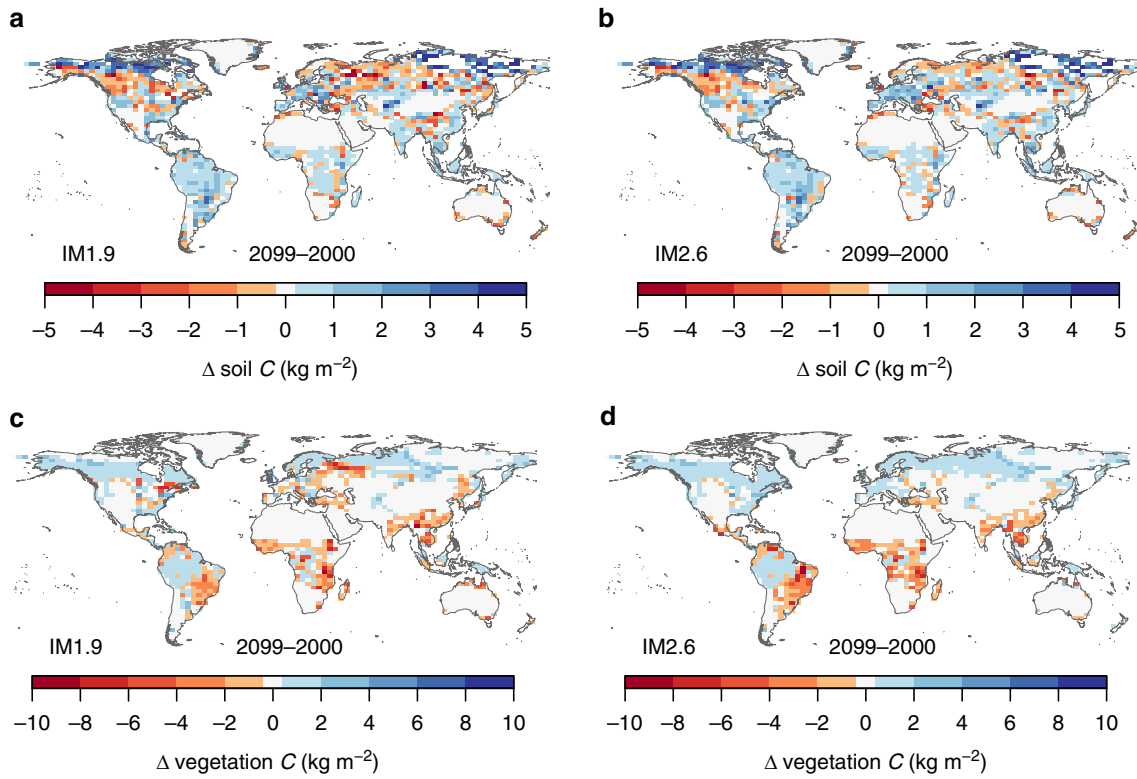 a
IM1.9 2099–2000
–5 –4 –3 –2 –1 0 1 2 3 4 5
Δ soil C (kg m⁻²)
b
IM2.6 2099–2000
–5 –4 –3 –2 –1 0 1 2 3 4 5
Δ soil C (kg m⁻²)
c
IM1.9 2099–2000
–10 –8 –6 –4 –2 0 2 4 6 8 10
Δ vegetation C (kg m⁻²)
d
IM2.6 2099–2000
–10 –8 –6 –4 –2 0 2 4 6 8 10
Δ vegetation C (kg m⁻²)